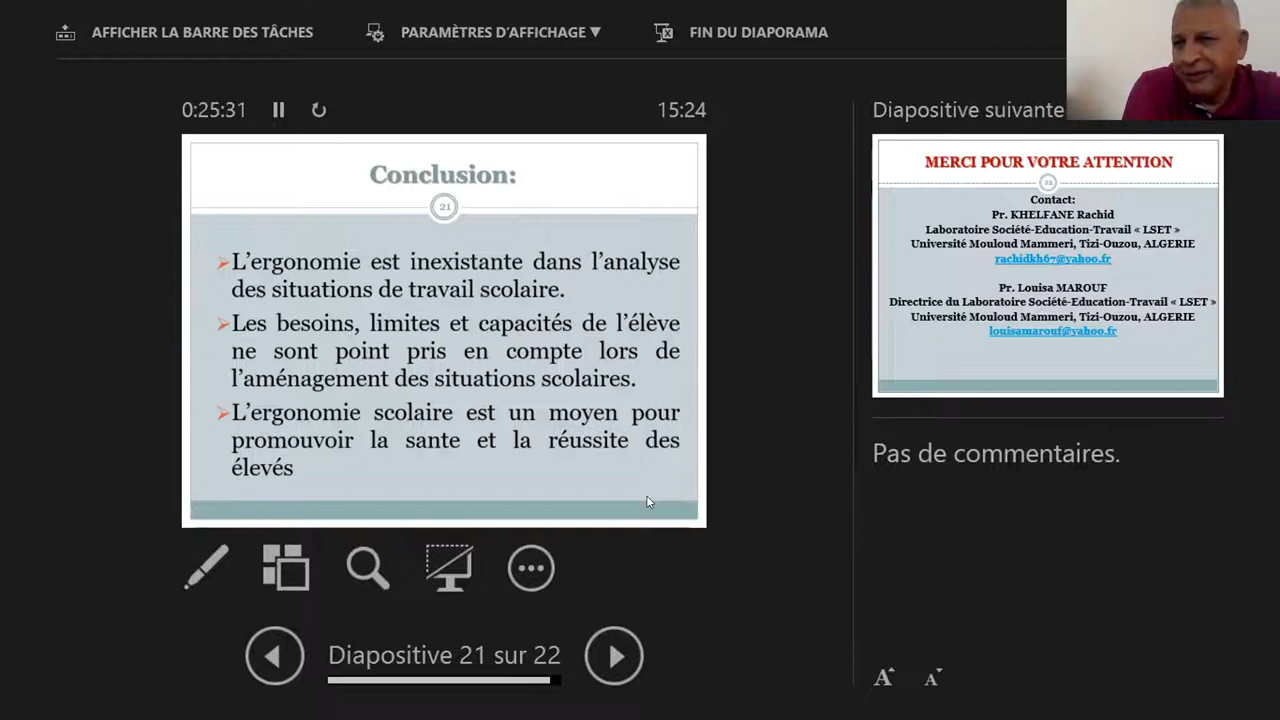 AFFICHER LA BARRE DES TÂCHES
PARAMÈTRES D'AFFICHAGE ▼
FIN DU DIAPORAMA
0:25:31
15:24
Conclusion:
21
➢L'ergonomie est inexistante dans l'analyse
des situations de travail scolaire.
➢Les besoins, limites et capacités de l'élève
ne sont point pris en compte lors de
l'aménagement des situations scolaires.
➢L'ergonomie scolaire est un moyen pour
promouvoir la sante et la réussite des
élevés
Diapositive 21 sur 22
Diapositive suivante
MERCI POUR VOTRE ATTENTION
22
Contact:
Pr. KHELFANE Rachid
Laboratoire Société-Education-Travail « LSET »
Université Mouloud Mammeri, Tizi-Ouzou, ALGERIE
rachidkh67@yahoo.fr
Pr. Louisa MAROUF
Directrice du Laboratoire Société-Education-Travail « LSET »
Université Mouloud Mammeri, Tizi-Ouzou, ALGERIE
louisamarouf@yahoo.fr
Pas de commentaires.
A A